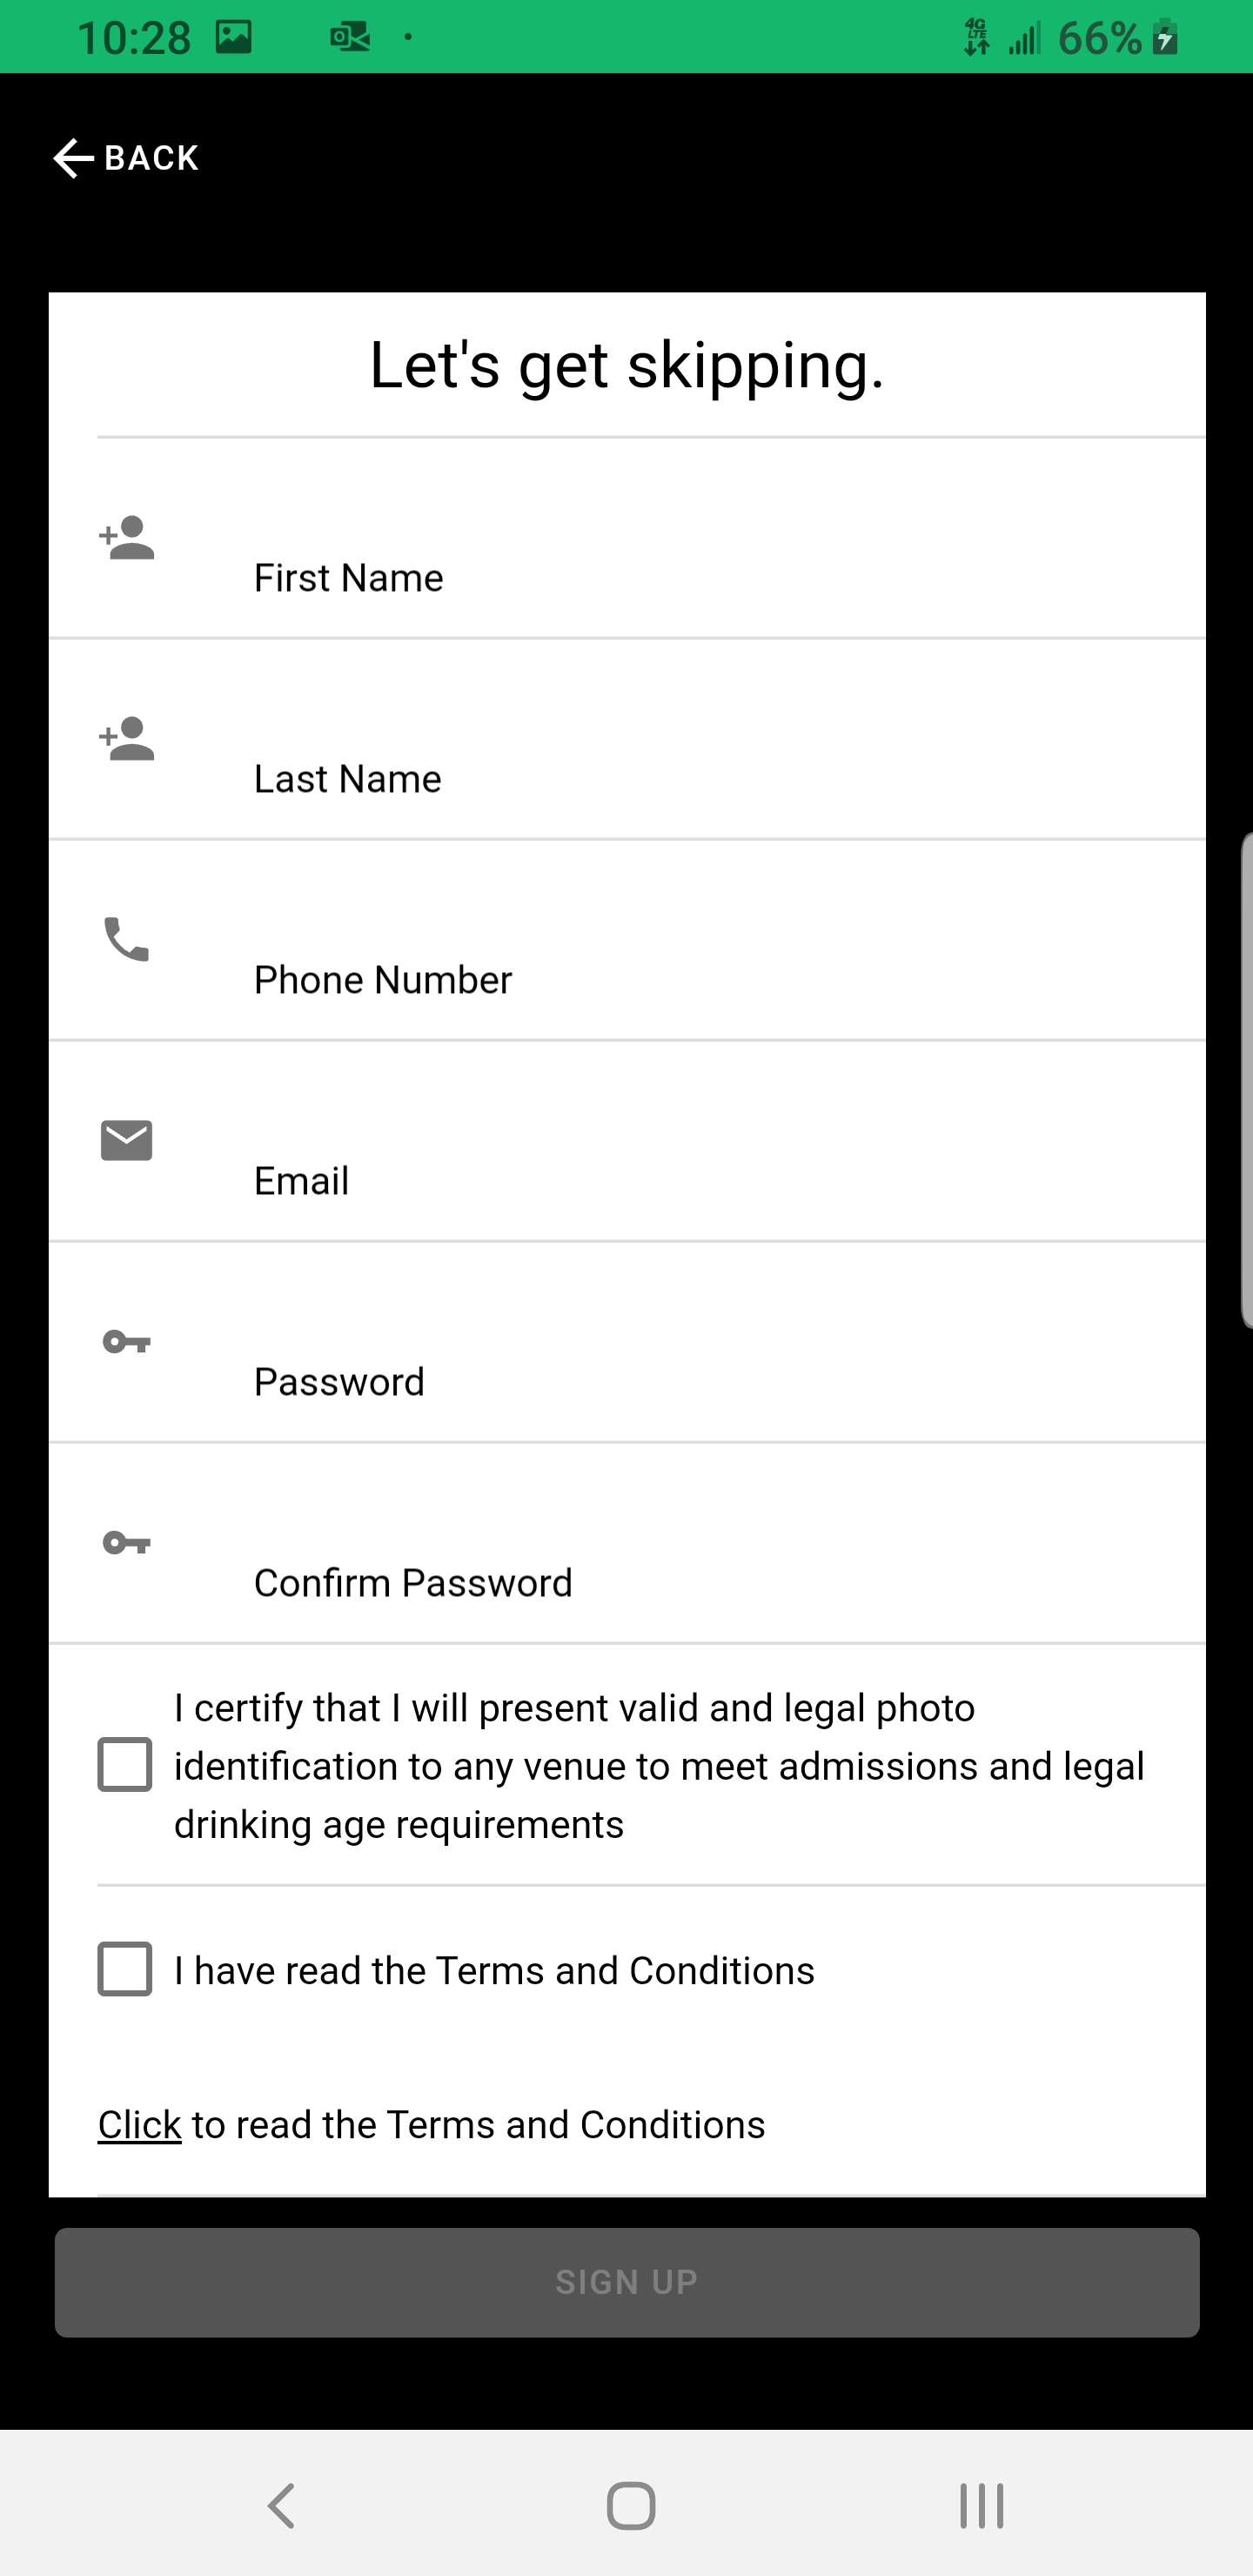 10:28 4G LTE 66%
BACK
Let's get skipping.
First Name
Last Name
Phone Number
Email
Password
Confirm Password
I certify that I will present valid and legal photo
identification to any venue to meet admissions and legal
drinking age requirements
I have read the Terms and Conditions
Click to read the Terms and Conditions
SIGN UP